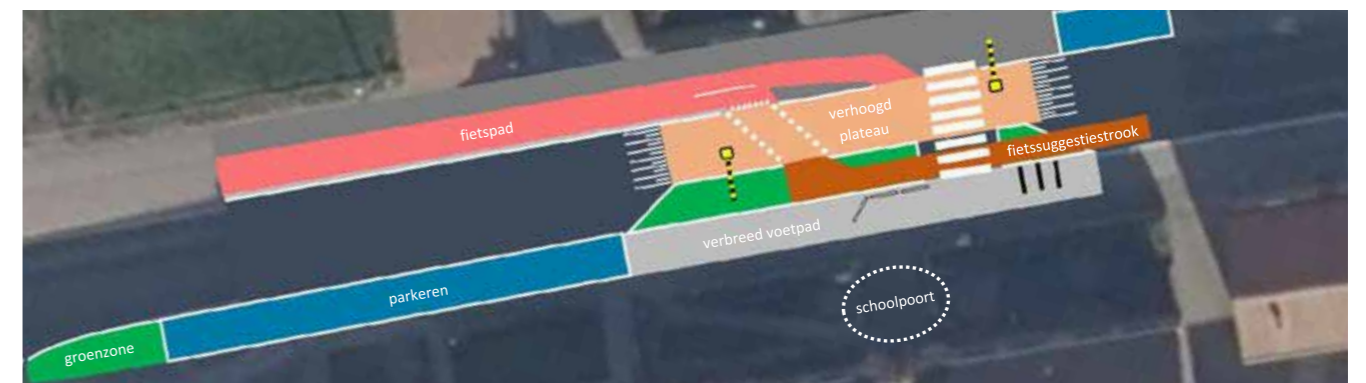 fietspad
verhoogd
plateau
fietssuggestiestrook
verbreed voetpad
parkeren
schoolpoort
groenzone